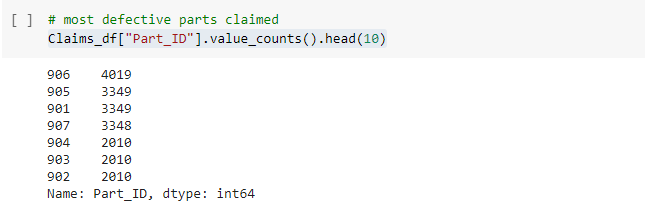 [ ] # most defective parts claimed
Claims_df["Part_ID"].value_counts().head(10)
906    4019
905    3349
901    3349
907    3348
904    2010
903    2010
902    2010
Name: Part_ID, dtype: int64